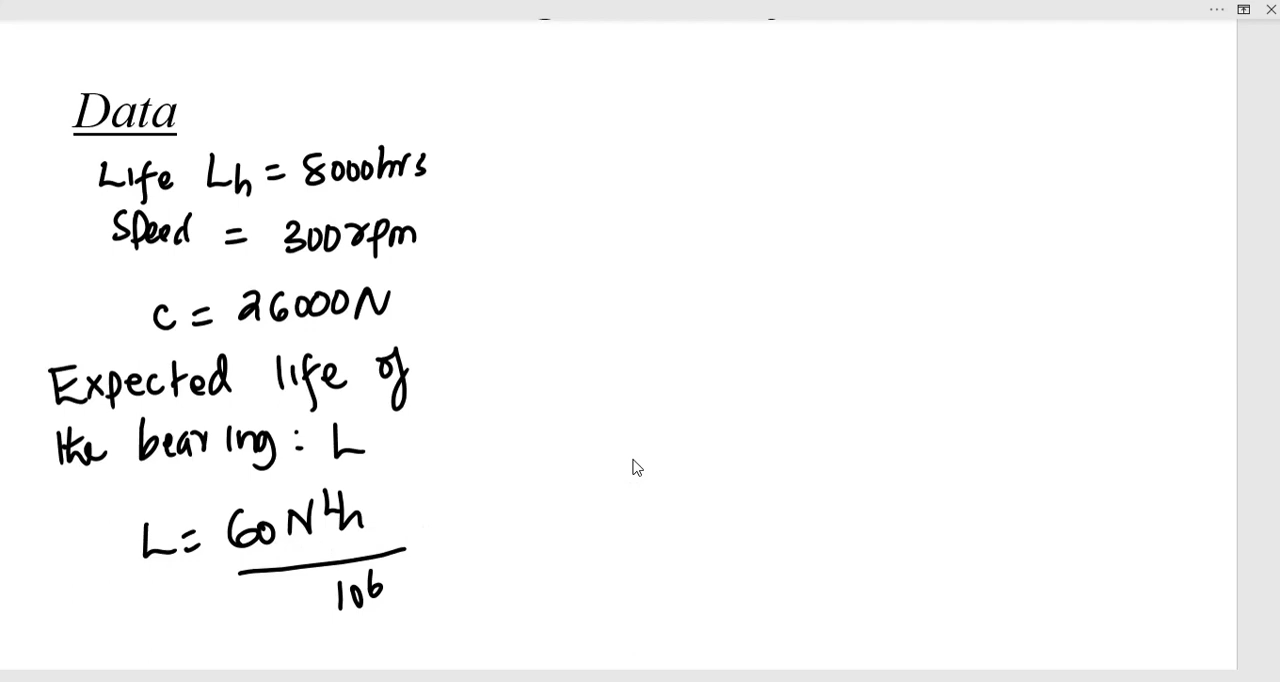 Data
Life Lh = 8000hrs
Speed = 300rpm
C = 26000N
Expected life of
the bearing : L
L = 60NLh
10⁶